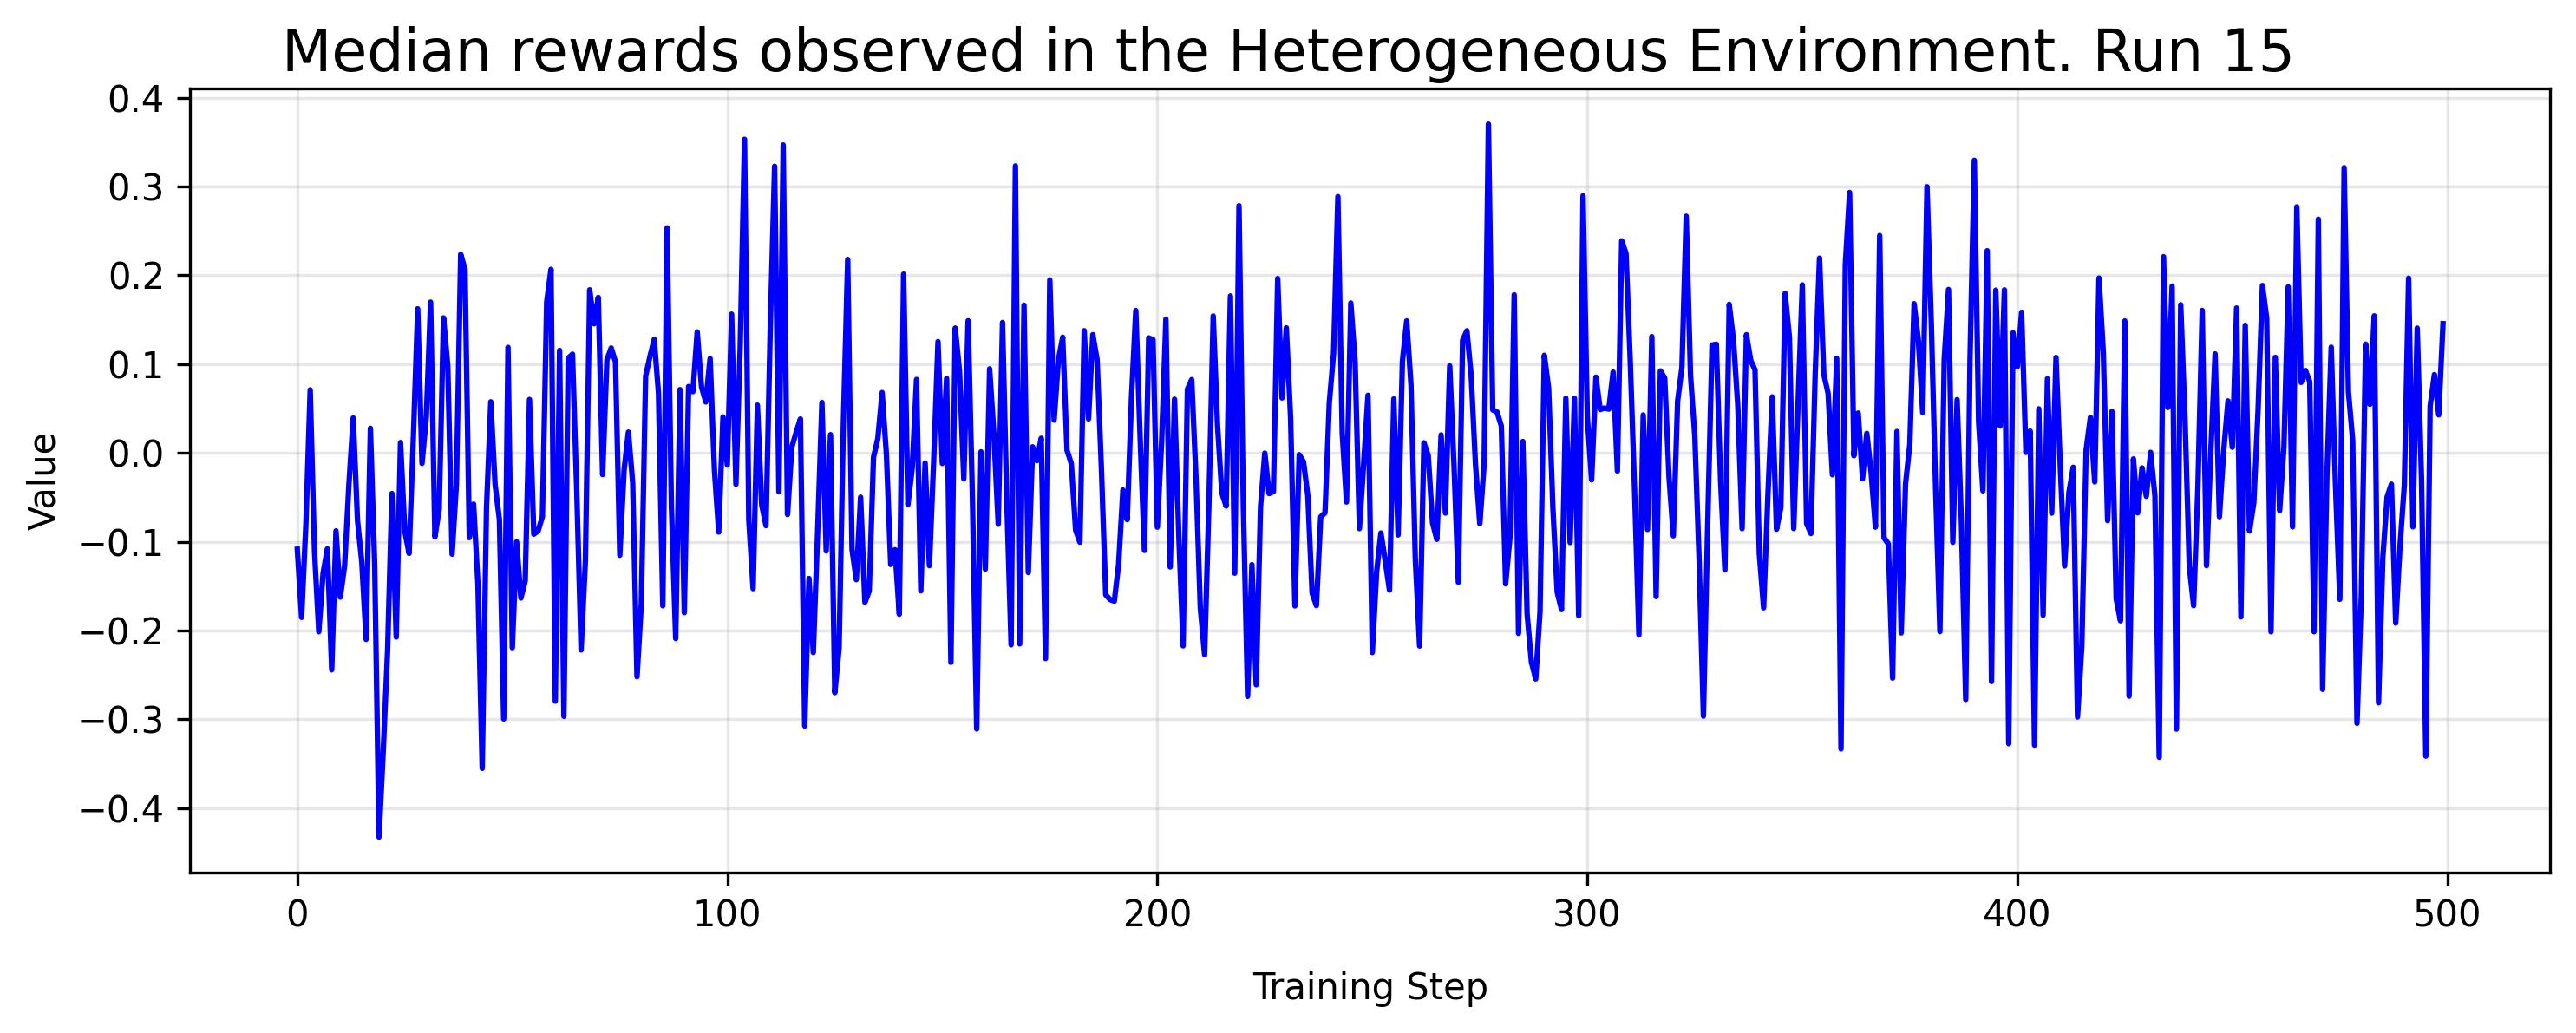 Median rewards observed in the Heterogeneous Environment. Run 15
0.4
0.3
0.2
0.1
0.0
−0.1
−0.2
−0.3
−0.4
Value
0 100 200 300 400 500
Training Step